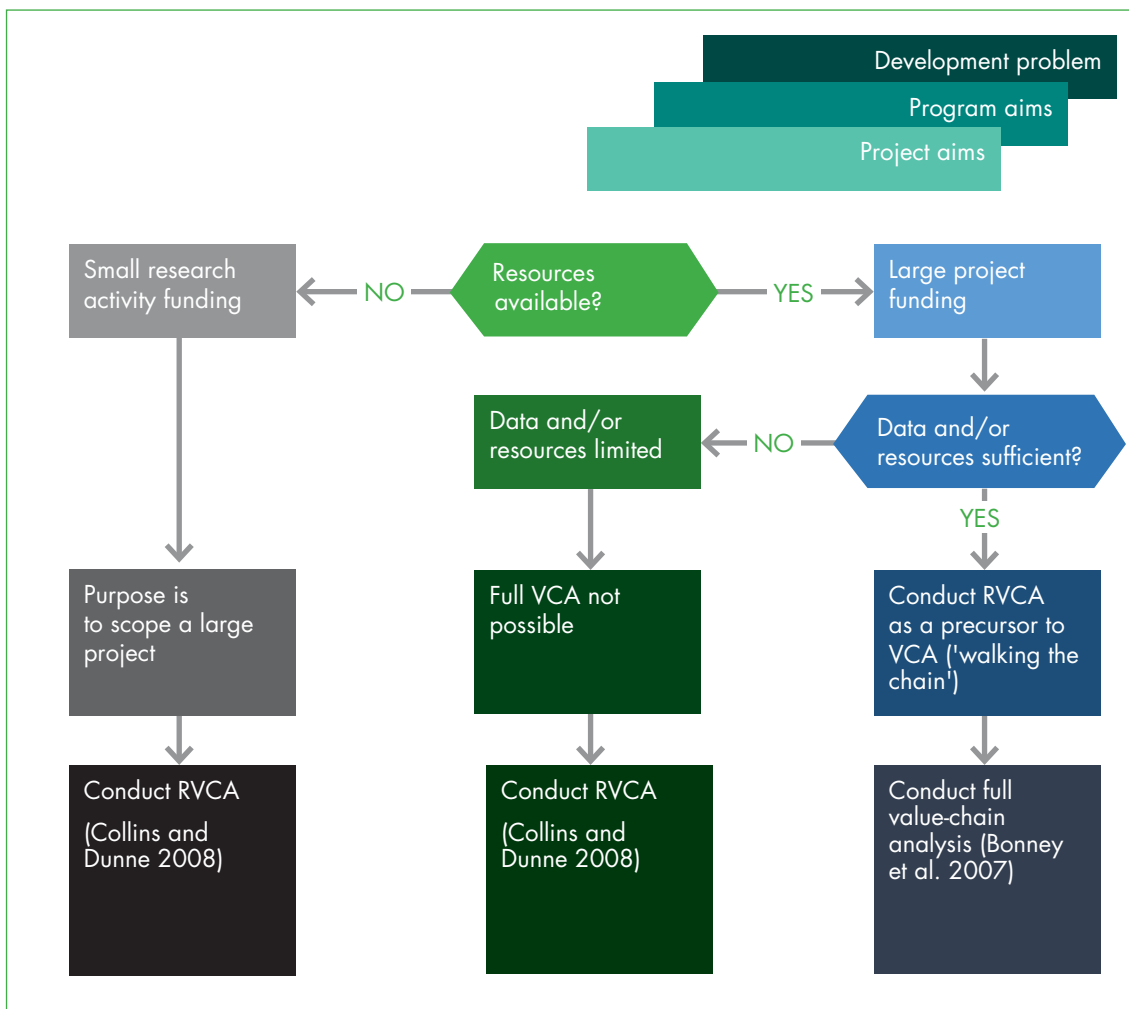 Development problem
Program aims
Project aims
Small research
activity funding
NO
Resources
available?
YES
Large project
funding
Data and/or
resources limited
NO
Data and/or
resources sufficient?
YES
Purpose is
to scope a large
project
Full VCA not
possible
Conduct RVCA
as a precursor to
VCA ('walking the
chain')
Conduct RVCA
(Collins and
Dunne 2008)
Conduct RVCA
(Collins and
Dunne 2008)
Conduct full
value-chain
analysis (Bonney
et al. 2007)